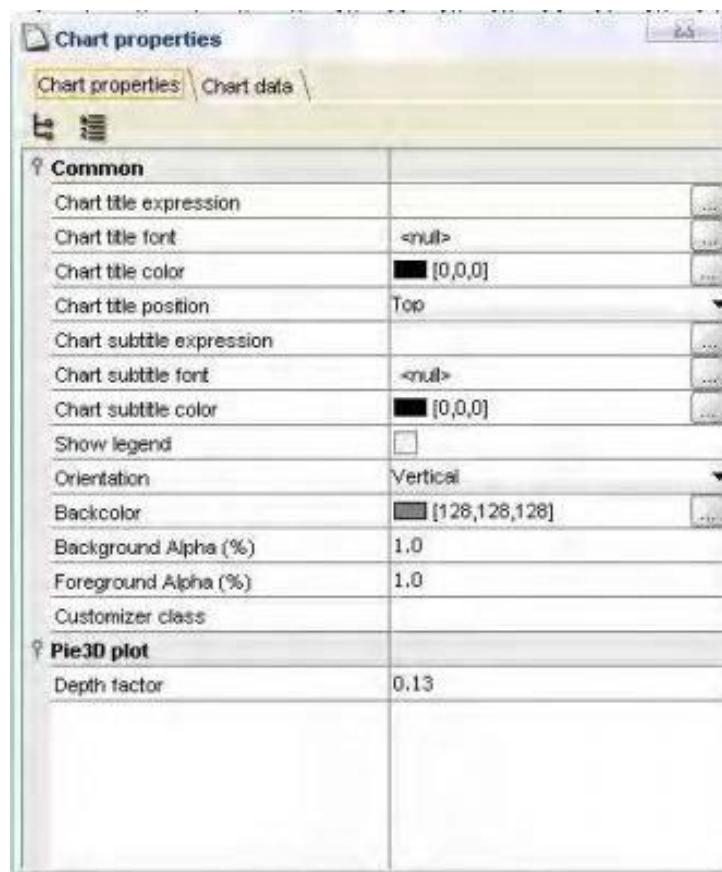 Chart properties
Chart properties Chart data
Common
Chart title expression ...
Chart title font <null> ...
Chart title color [0,0,0] ...
Chart title position Top
Chart subtitle expression ...
Chart subtitle font <null> ...
Chart subtitle color [0,0,0] ...
Show legend
Orientation Vertical
Backcolor [128,128,128] ...
Background Alpha (%) 1.0
Foreground Alpha (%) 1.0
Customizer class
Pie3D plot
Depth factor 0.13